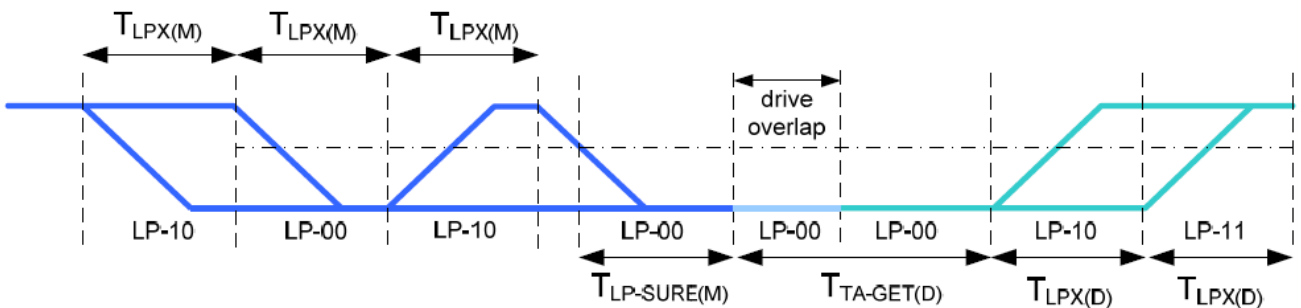 TLPX(M) TLPX(M) TLPX(M)
drive
overlap
LP-10 LP-00 LP-10 LP-00 LP-00 LP-00 LP-10 LP-11
TLP-SURE(M) TTA-GET(D) TLPX(D) TLPX(D)